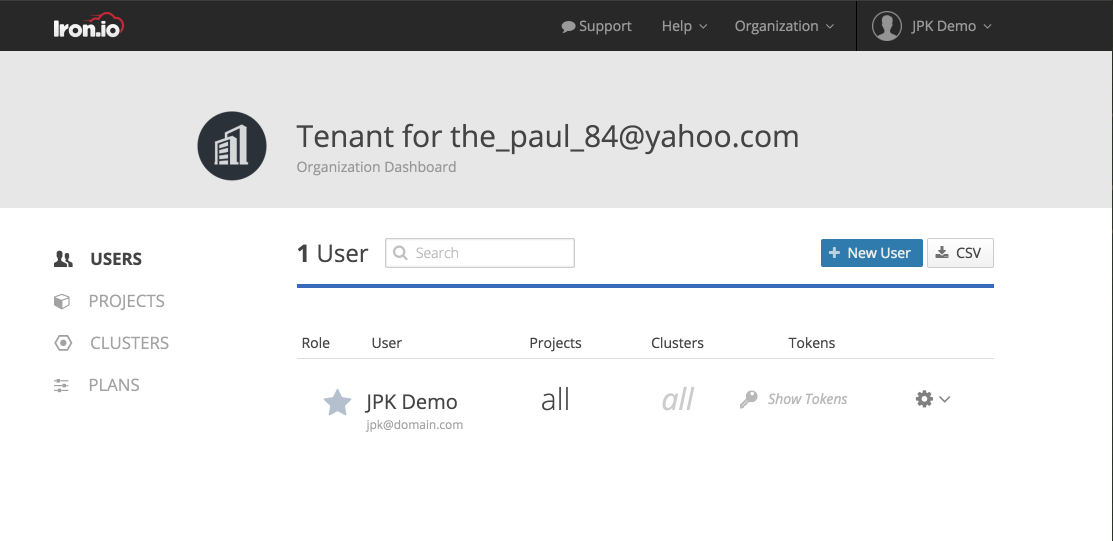 Iron.io Support Help Organization JPK Demo
Tenant for the_paul_84@yahoo.com
Organization Dashboard
USERS
PROJECTS
CLUSTERS
PLANS
1 User Search New User CSV
Role User Projects Clusters Tokens
JPK Demo all all Show Tokens
jpk@domain.com